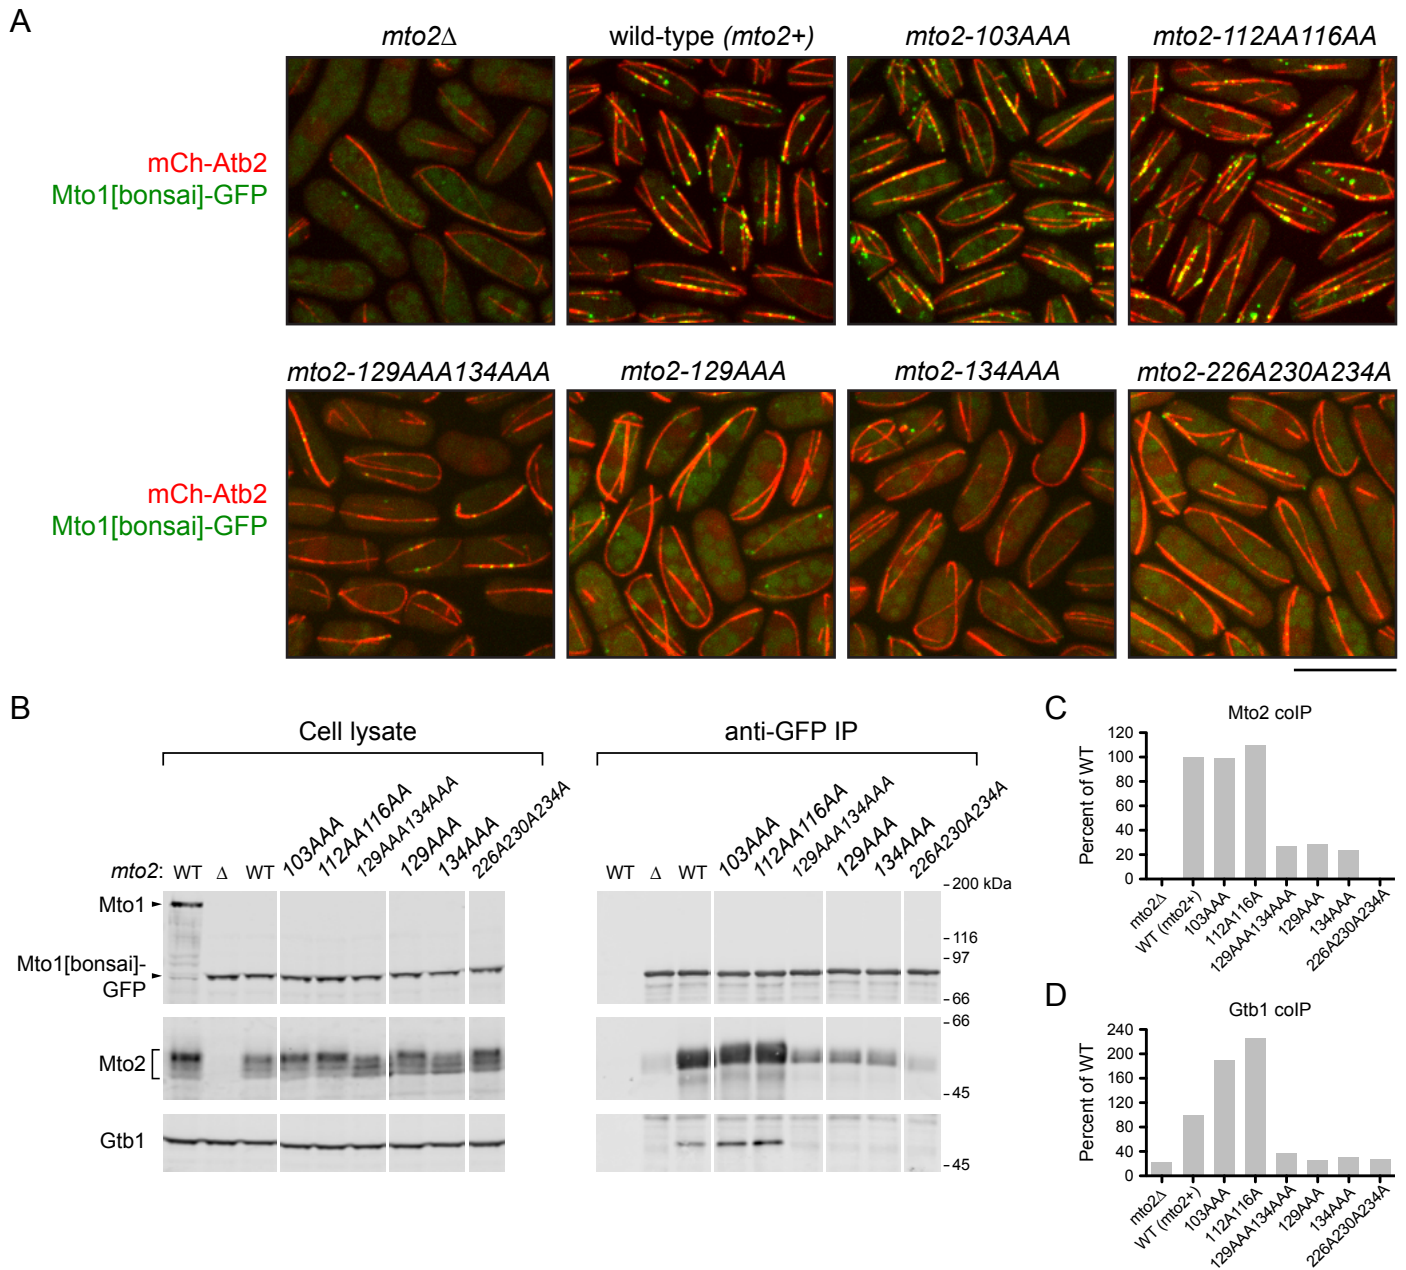 A
mto2Δ
wild-type (mto2+)
mto2-103AAA
mto2-112AA116AA
mCh-Atb2
Mto1[bonsai]-GFP
mto2-129AAA134AAA
mto2-129AAA
mto2-134AAA
mto2-226A230A234A
mCh-Atb2
Mto1[bonsai]-GFP
B
Cell lysate
anti-GFP IP
mto2: WT Δ WT 103AAA 112AA116AA 129AA134AAA 129AAA 134AAA 226A230A234A
WT Δ WT 103AAA 112AA116AA 129AA134AAA 129AAA 134AAA 226A230A234A
Mto1
Mto1[bonsai]-
GFP
Mto2
Gtb1
200 kDa
116
97
66
66
45
45
C
Mto2 coIP
Percent of WT
120
100
80
60
40
20
0
mto2Δ
WT (mto2+)
103AAA
112A116A
129AAA134AAA
129AAA
134AAA
226A230A234A
D
Gtb1 coIP
Percent of WT
240
200
160
120
80
40
0
mto2Δ
WT (mto2+)
103AAA
112A116A
129AAA134AAA
129AAA
134AAA
226A230A234A